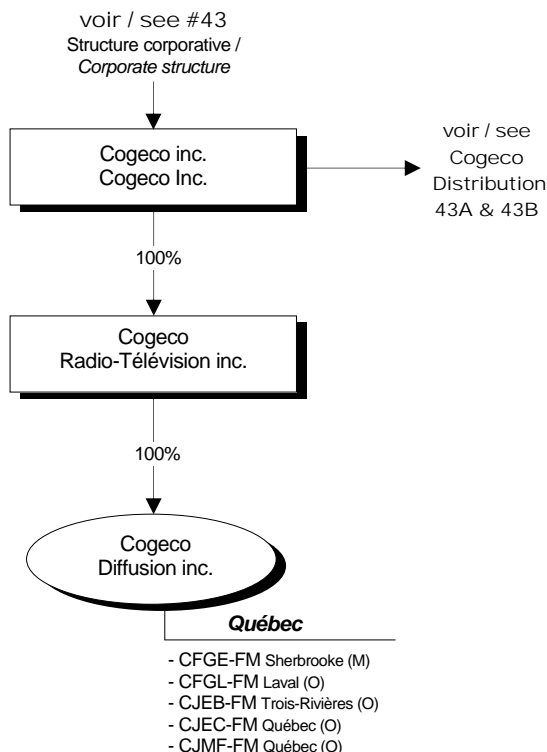 voir / see #43
Structure corporative /
Corporate structure
Cogeco inc.
Cogeco Inc.
voir / see
Cogeco
Distribution
43A & 43B
100%
Cogeco
Radio-Télévision inc.
100%
Cogeco
Diffusion inc.
Québec
- CFGE-FM Sherbrooke (M)
- CFGL-FM Laval (O)
- CJEB-FM Trois-Rivières (O)
- CJEC-FM Québec (O)
- CJMF-FM Québec (O)